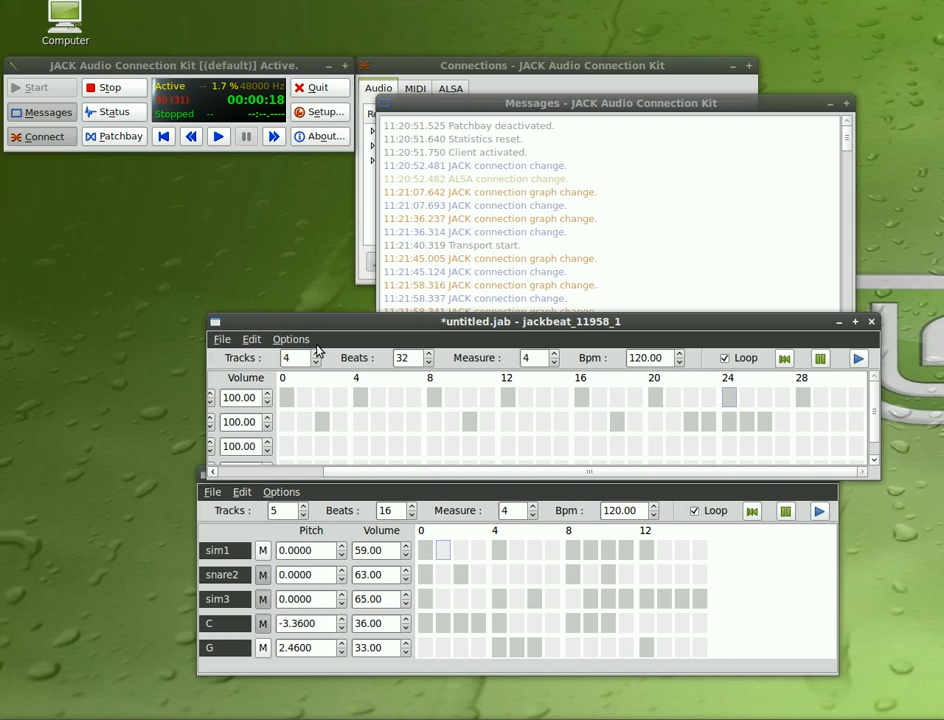 Computer
JACK Audio Connection Kit [(default)] Active.
Start
Stop
Active -- 1.7 % 48000 Hz
30 (31) 00:00:18
Stopped -- --:--.----
Quit
Messages
Status
Setup...
Connect
Patchbay
About...
Connections - JACK Audio Connection Kit
Audio MIDI ALSA
Messages - JACK Audio Connection Kit
11:20:51.525 Patchbay deactivated.
11:20:51.640 Statistics reset.
11:20:51.750 Client activated.
11:20:52.481 JACK connection change.
11:20:52.482 ALSA connection change.
11:21:07.642 JACK connection graph change.
11:21:07.693 JACK connection change.
11:21:36.237 JACK connection graph change.
11:21:36.314 JACK connection change.
11:21:40.319 Transport start.
11:21:45.005 JACK connection graph change.
11:21:45.124 JACK connection change.
11:21:58.316 JACK connection graph change.
11:21:58.337 JACK connection change.
*untitled.jab - jackbeat_11958_1
File Edit Options
Tracks : 4 Beats : 32 Measure : 4 Bpm : 120.00 Loop
Volume 0 4 8 12 16 20 24 28
100.00
100.00
100.00
File Edit Options
Tracks : 5 Beats : 16 Measure : 4 Bpm : 120.00 Loop
Pitch Volume 0 4 8 12
sim1 M 0.0000 59.00
snare2 M 0.0000 63.00
sim3 M 0.0000 65.00
C M -3.3600 36.00
G M 2.4600 33.00